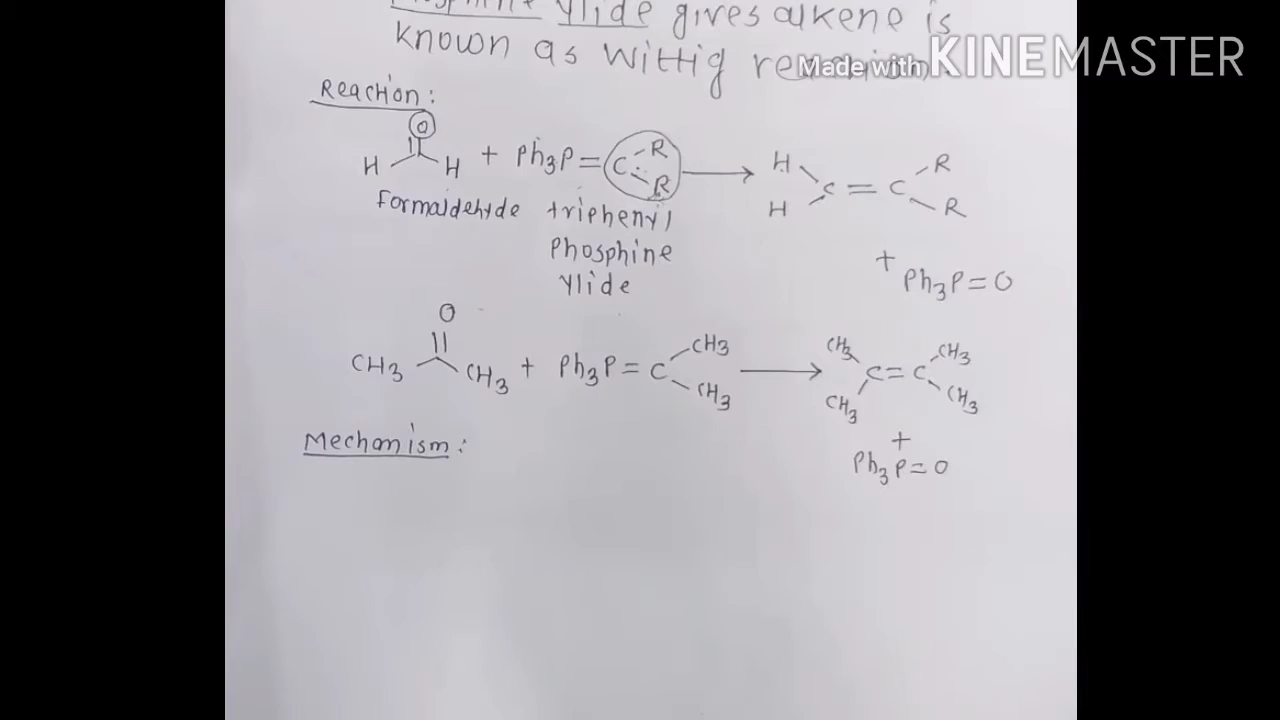 Phosphine Ylide gives alkene is
known as Wittig reaction.
Made with KINEMASTER
Reaction:
O
H H + Ph3P=C R R → H H C=C R R
Formaldehyde triphenyl
Phosphine
Ylide
+ Ph3P=O
O
CH3 CH3 + Ph3P=C CH3 CH3 → CH3 CH3 C=C CH3 CH3
Mechanism:
+
Ph3P=O